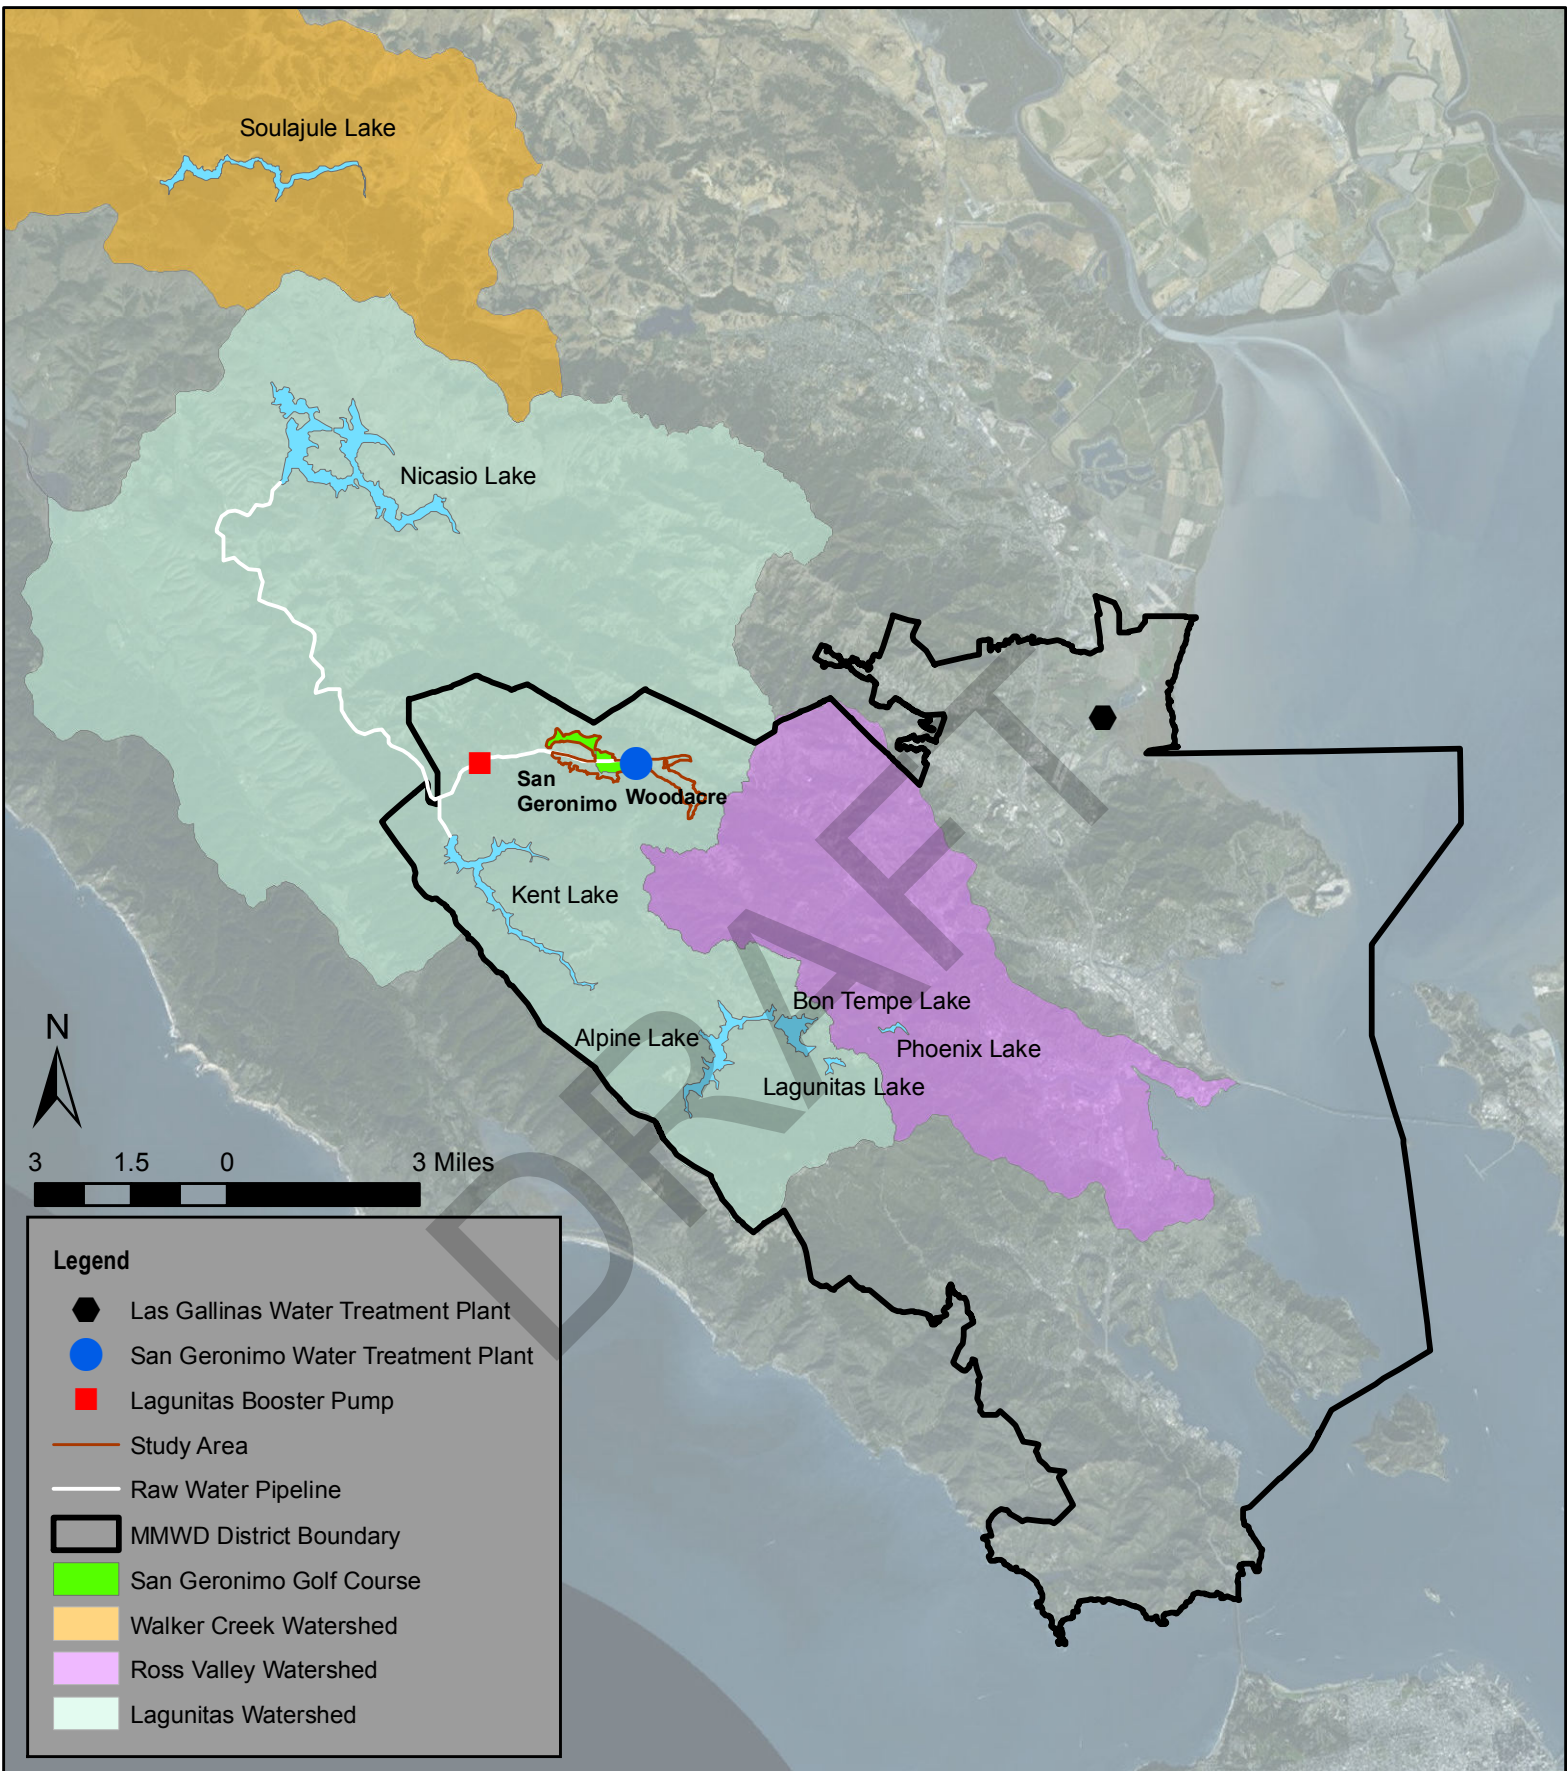 Soulajule Lake
Nicasio Lake
San
Geronimo
Woodacre
Kent Lake
Bon Tempe Lake
Alpine Lake
Phoenix Lake
Lagunitas Lake
DRAFT
N
3 1.5 0 3 Miles
Legend
Las Gallinas Water Treatment Plant
San Geronimo Water Treatment Plant
Lagunitas Booster Pump
Study Area
Raw Water Pipeline
MMWD District Boundary
San Geronimo Golf Course
Walker Creek Watershed
Ross Valley Watershed
Lagunitas Watershed